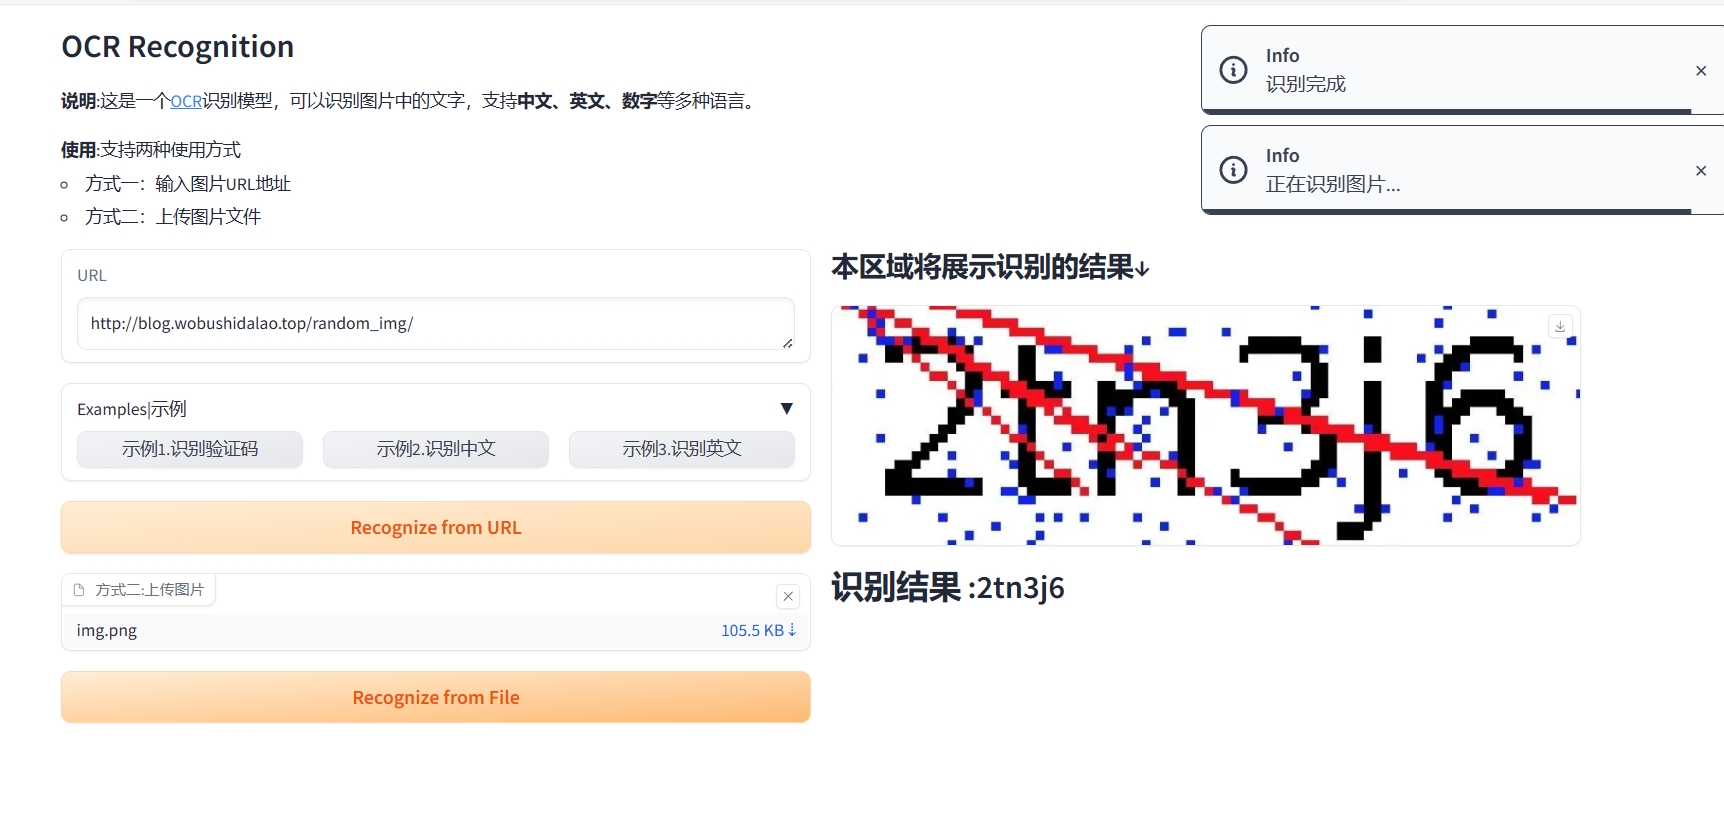 OCR Recognition
说明:这是一个OCR识别模型，可以识别图片中的文字，支持中文、英文、数字等多种语言。
使用:支持两种使用方式
方式一：输入图片URL地址
方式二：上传图片文件
URL
http://blog.wobushidalao.top/random_img/
Examples|示例
示例1.识别验证码
示例2.识别中文
示例3.识别英文
Recognize from URL
方式二:上传图片
img.png
105.5 KB ⇣
Recognize from File
Info
识别完成
Info
正在识别图片...
本区域将展示识别的结果↓
2tn3j6
识别结果 :2tn3j6